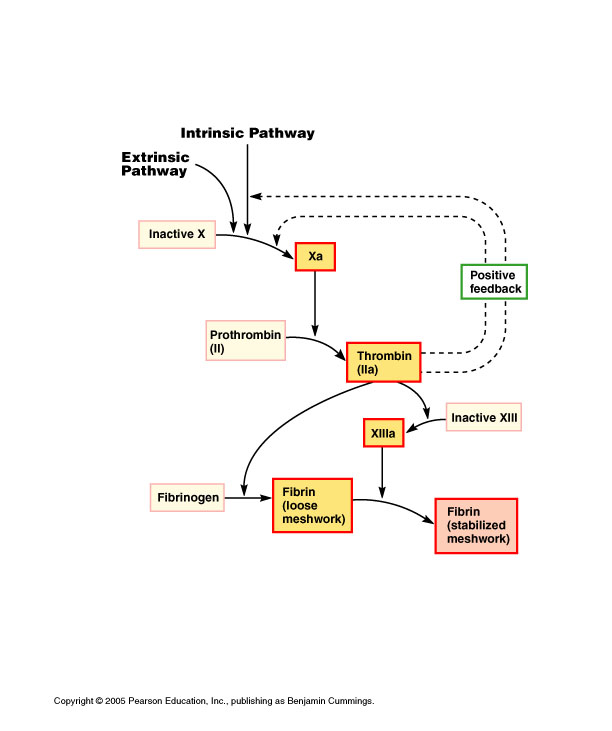 Intrinsic Pathway
Extrinsic
Pathway
Inactive X
Xa
Positive
feedback
Prothrombin
(II)
Thrombin
(IIa)
Inactive XIII
XIIIa
Fibrinogen
Fibrin
(loose
meshwork)
Fibrin
(stabilized
meshwork)
Copyright © 2005 Pearson Education, Inc., publishing as Benjamin Cummings.